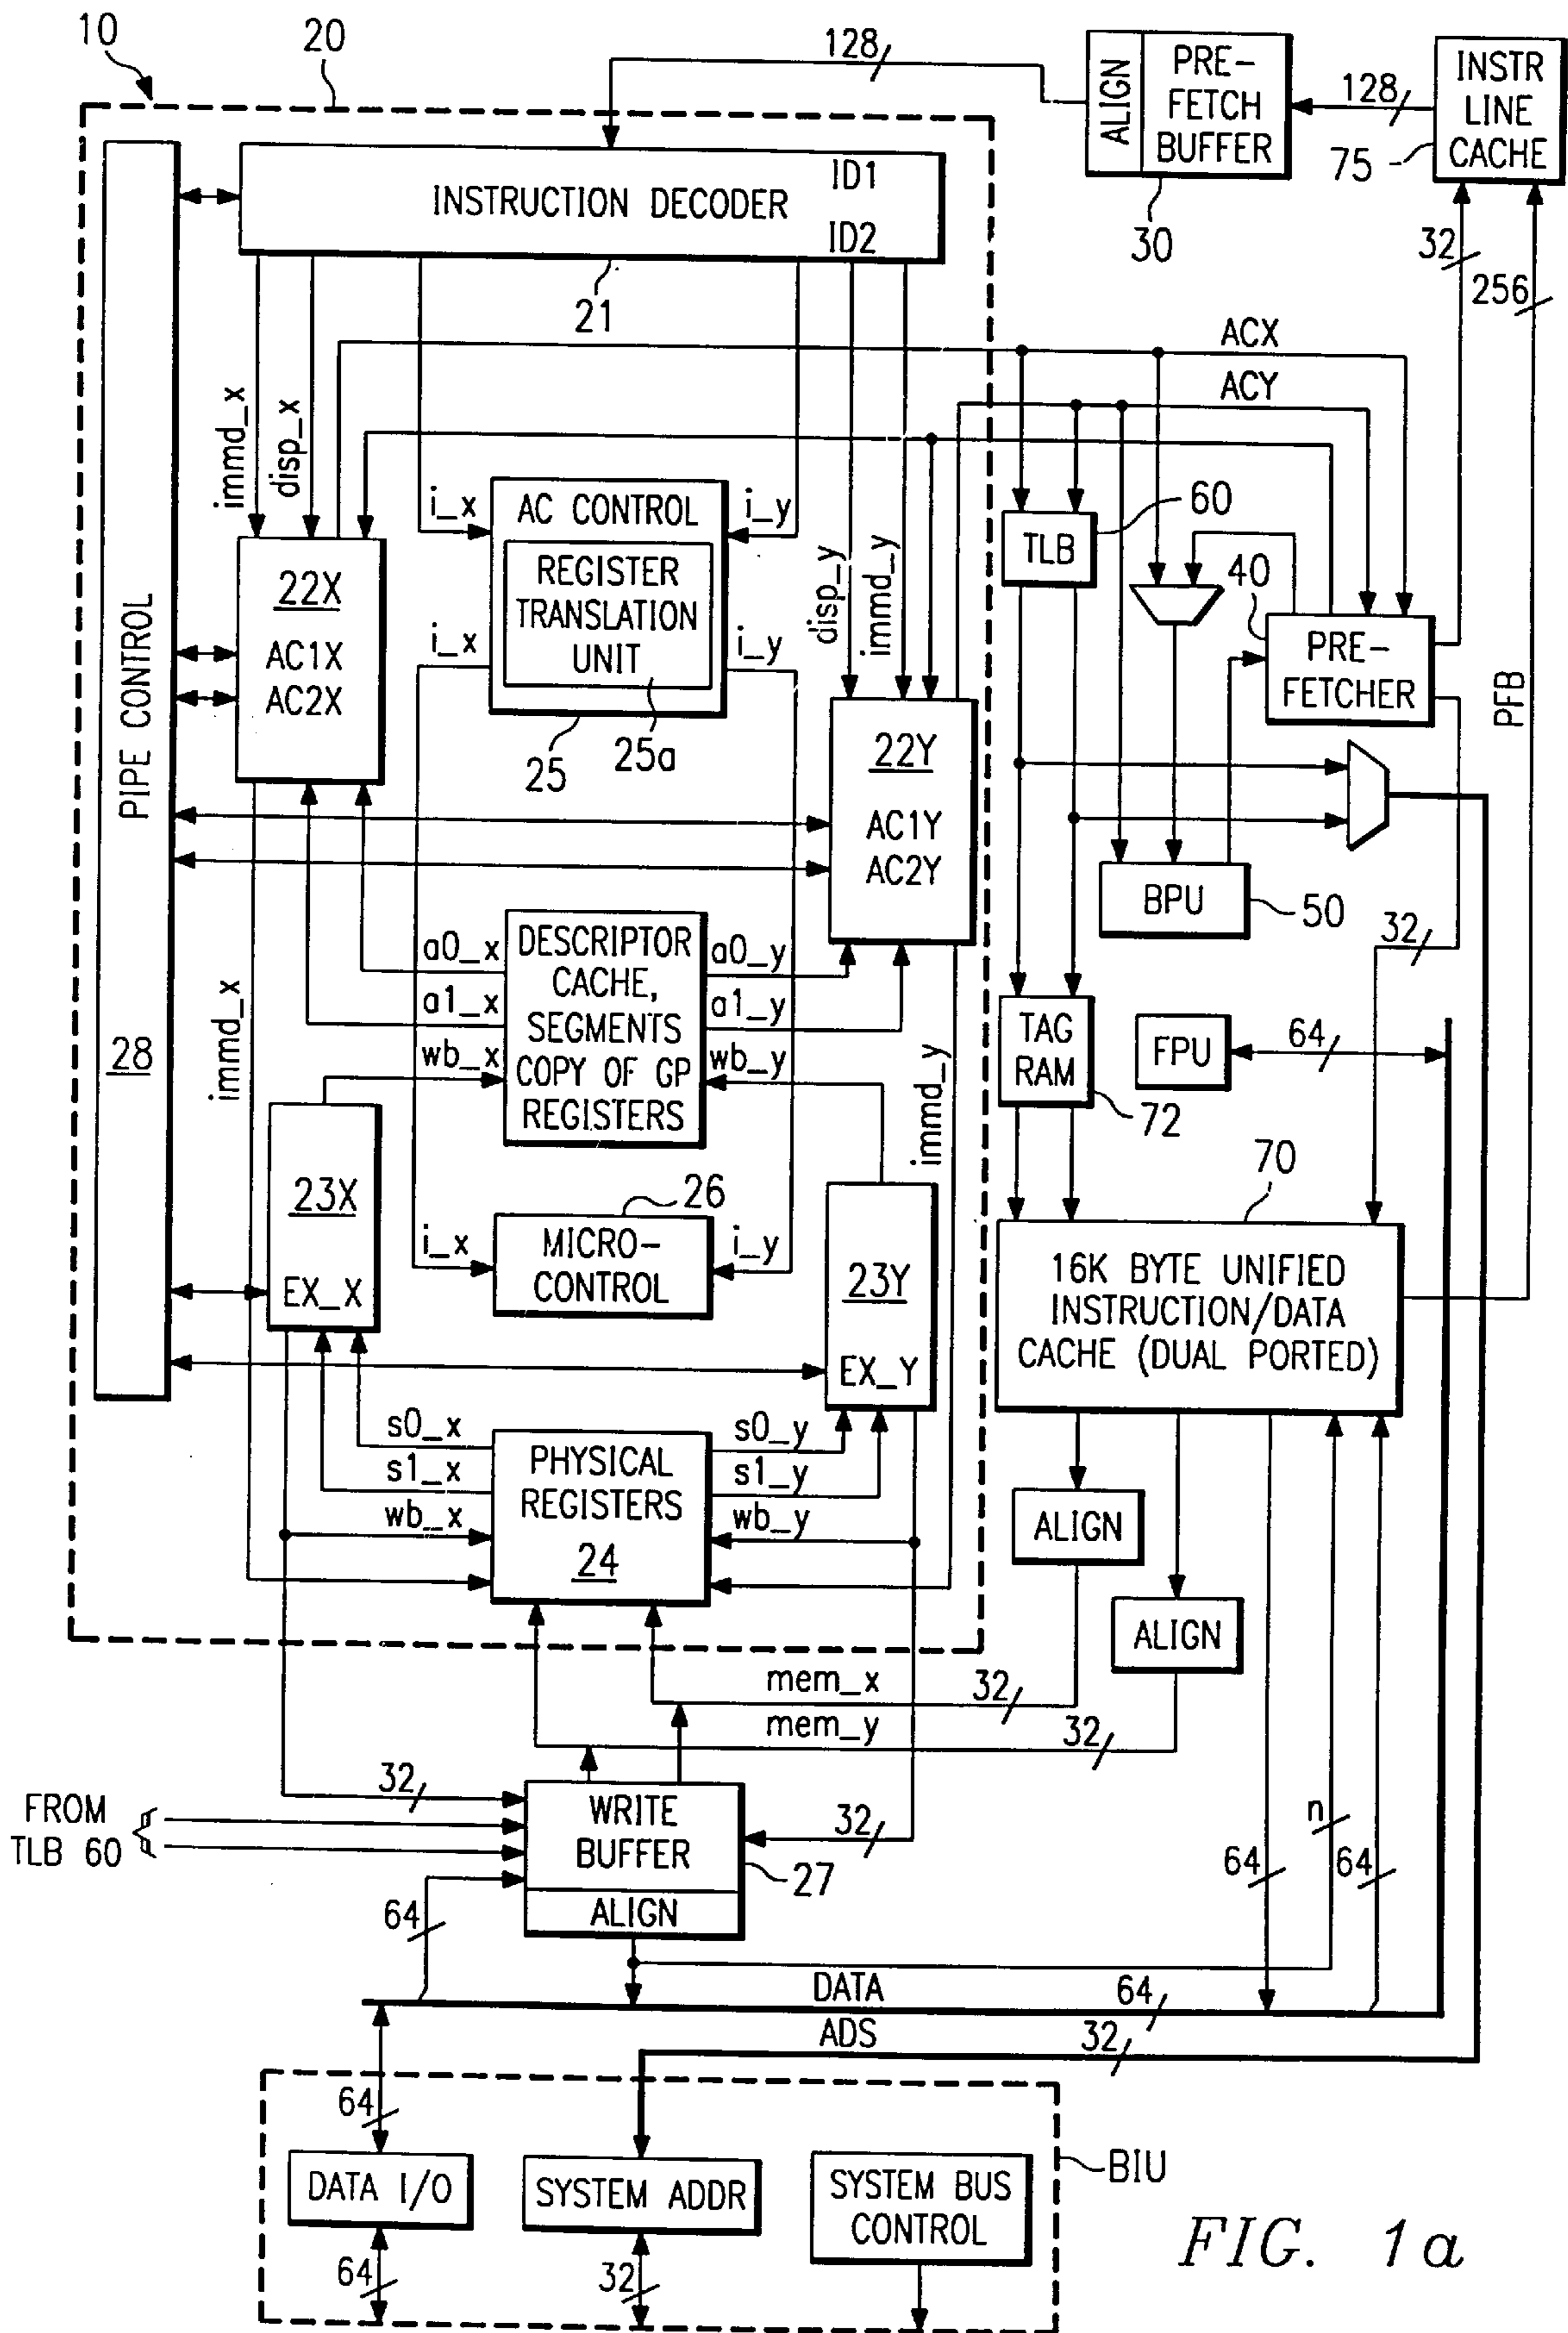 10
20
128
ALIGN
PRE-
FETCH
BUFFER
30
128
INSTR
LINE
CACHE
75
32
256
PFB
INSTRUCTION DECODER
ID1
ID2
21
PIPE CONTROL
28
immd_x
disp_x
i_x
AC CONTROL
i_y
REGISTER
TRANSLATION
UNIT
i_x
i_y
25
25a
disp_y
immd_y
ACX
ACY
TLB
60
40
PRE-
FETCHER
22X
AC1X
AC2X
22Y
AC1Y
AC2Y
BPU
50
32
a0_x
a1_x
wb_x
DESCRIPTOR
CACHE,
SEGMENTS
COPY OF GP
REGISTERS
a0_y
a1_y
wb_y
immd_x
immd_y
TAG
RAM
72
FPU
64
70
23X
EX_X
26
i_x
MICRO-
CONTROL
i_y
23Y
EX_Y
16K BYTE UNIFIED
INSTRUCTION/DATA
CACHE (DUAL PORTED)
s0_x
s1_x
wb_x
PHYSICAL
REGISTERS
24
s0_y
s1_y
wb_y
ALIGN
ALIGN
mem_x
32
mem_y
32
FROM
TLB 60
32
WRITE
BUFFER
ALIGN
32
27
64
64
n
64
DATA
64
ADS
32
64
DATA I/O
64
SYSTEM ADDR
32
SYSTEM BUS
CONTROL
BIU
FIG. 1a